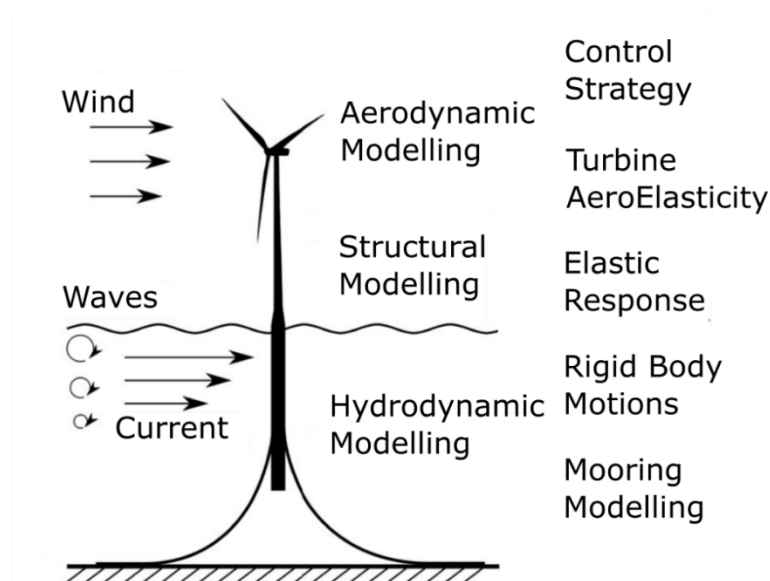 Wind
Aerodynamic
Modelling
Structural
Modelling
Waves
Current
Hydrodynamic
Modelling
Control
Strategy
Turbine
AeroElasticity
Elastic
Response
Rigid Body
Motions
Mooring
Modelling